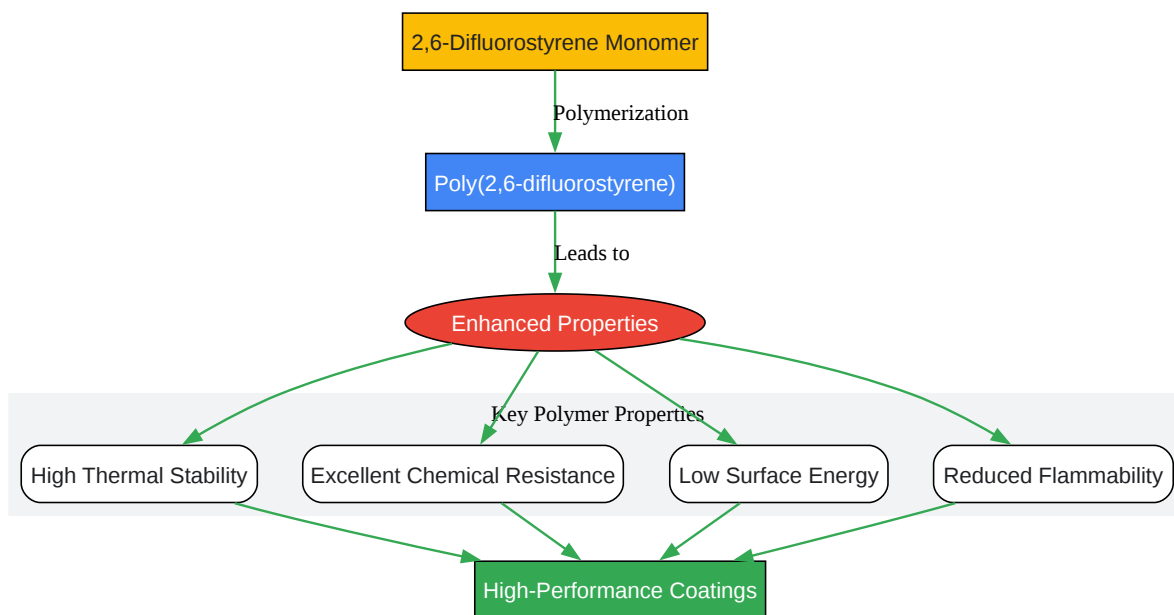 2,6-Difluorostyrene Monomer
Polymerization
Poly(2,6-difluorostyrene)
Leads to
Enhanced Properties
Key Polymer Properties
High Thermal Stability
Excellent Chemical Resistance
Low Surface Energy
Reduced Flammability
High-Performance Coatings